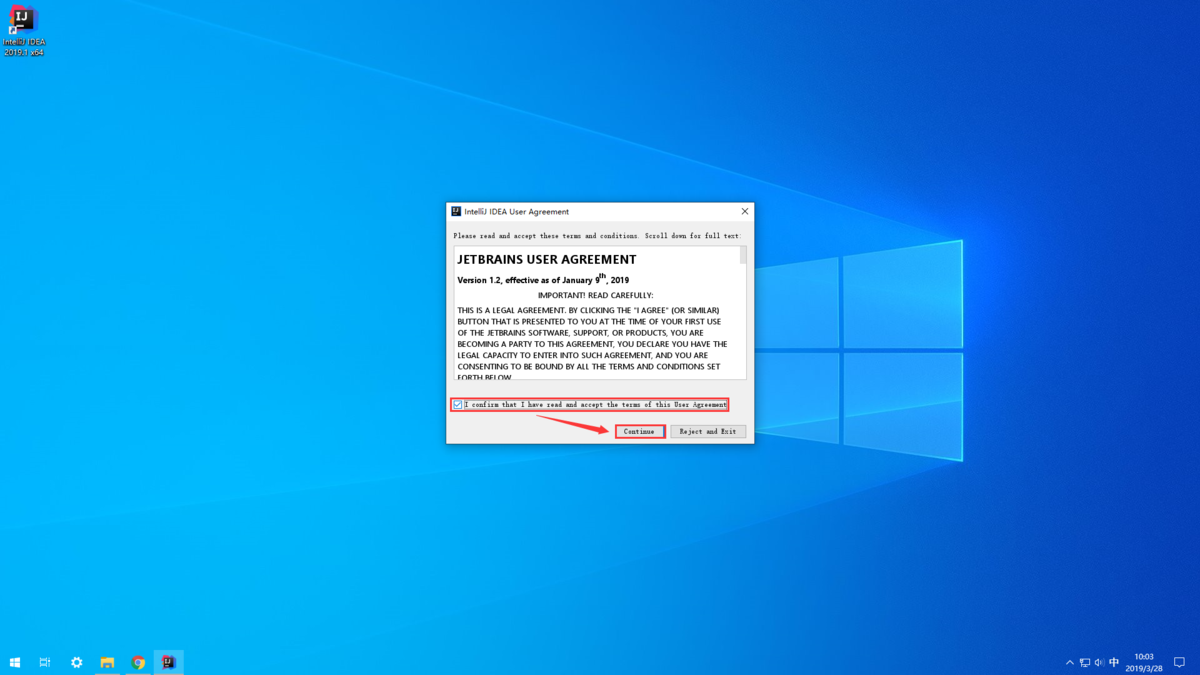 IJ
IntelliJ IDEA
2019.1 x64
IJ
IntelliJ IDEA User Agreement
Please read and accept these terms and conditions. Scroll down for full text:
JETBRAINS USER AGREEMENT
Version 1.2, effective as of January 9th, 2019
IMPORTANT! READ CAREFULLY:
THIS IS A LEGAL AGREEMENT. BY CLICKING THE "I AGREE" (OR SIMILAR)
BUTTON THAT IS PRESENTED TO YOU AT THE TIME OF YOUR FIRST USE
OF THE JETBRAINS SOFTWARE, SUPPORT, OR PRODUCTS, YOU ARE
BECOMING A PARTY TO THIS AGREEMENT, YOU DECLARE YOU HAVE THE
LEGAL CAPACITY TO ENTER INTO SUCH AGREEMENT, AND YOU ARE
CONSENTING TO BE BOUND BY ALL THE TERMS AND CONDITIONS SET
FORTH BELOW
I confirm that I have read and accept the terms of this User Agreement
Continue
Reject and Exit
IJ
中
10:03
2019/3/28